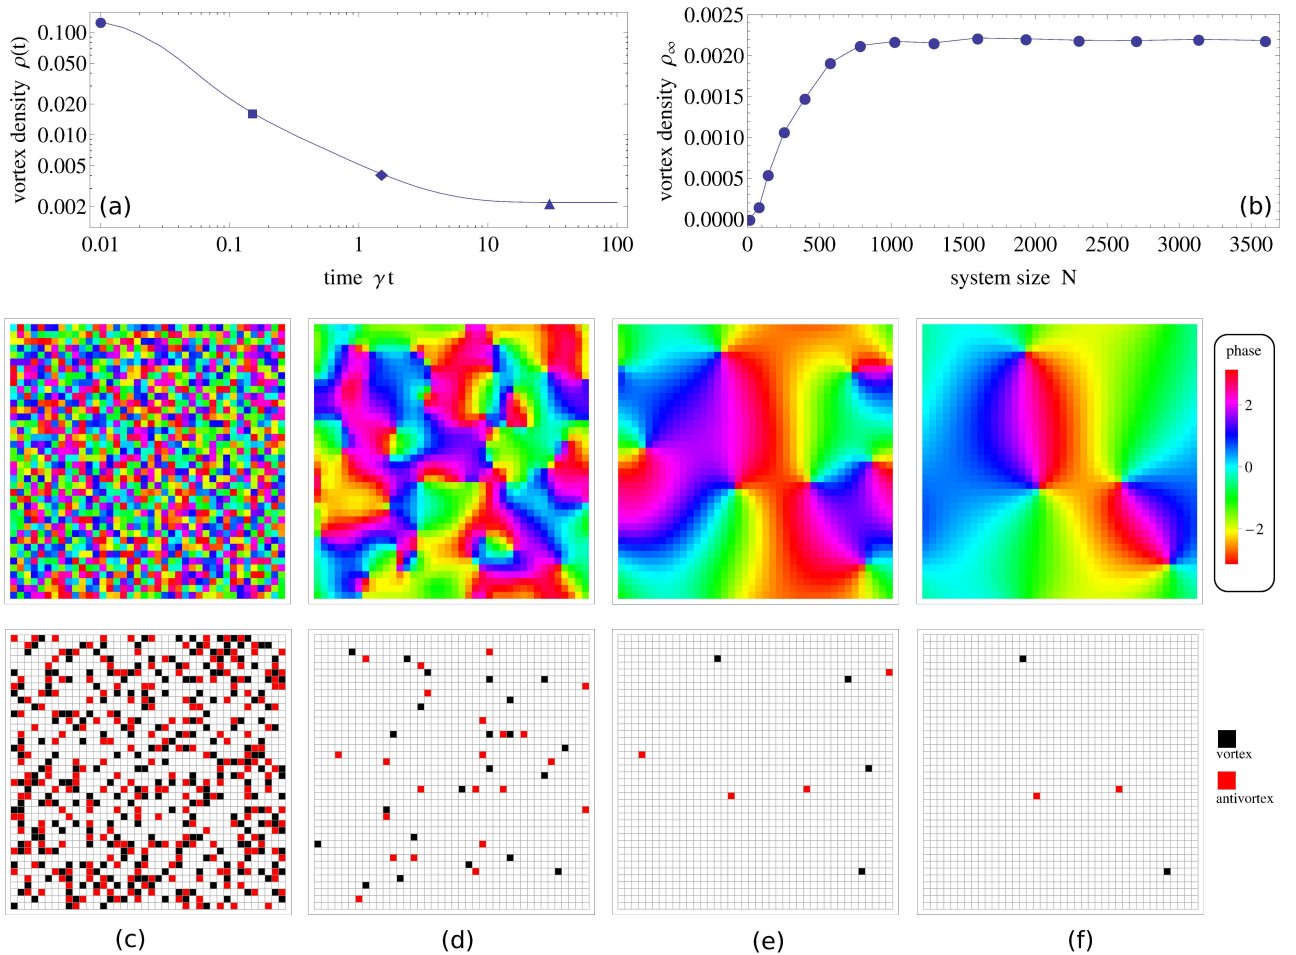 vortex density ρ(t)
0.100
0.050
0.020
0.010
0.005
0.002
(a)
0.01
0.1
1
10
100
time γ t
vortex density ρ∞
0.0025
0.0020
0.0015
0.0010
0.0005
0.0000
(b)
0
500
1000
1500
2000
2500
3000
3500
system size N
phase
2
0
−2
vortex
antivortex
(c)
(d)
(e)
(f)